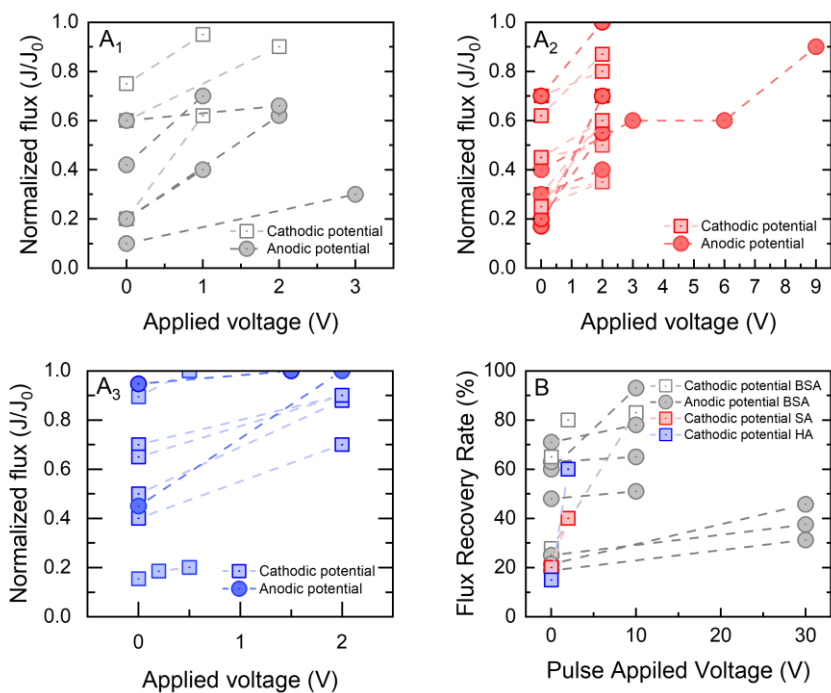 A1
Normalized flux (J/J0)
1.0
0.8
0.6
0.4
0.2
0.0
Cathodic potential
Anodic potential
0 1 2 3
Applied voltage (V)
A2
Normalized flux (J/J0)
1.0
0.8
0.6
0.4
0.2
0.0
Cathodic potential
Anodic potential
0 1 2 3 4 5 6 7 8 9
Applied voltage (V)
A3
Normalized flux (J/J0)
1.0
0.8
0.6
0.4
0.2
0.0
Cathodic potential
Anodic potential
0 1 2
Applied voltage (V)
B
Flux Recovery Rate (%)
100
80
60
40
20
0
Cathodic potential BSA
Anodic potential BSA
Cathodic potential SA
Cathodic potential HA
0 10 20 30
Pulse Appiled Voltage (V)